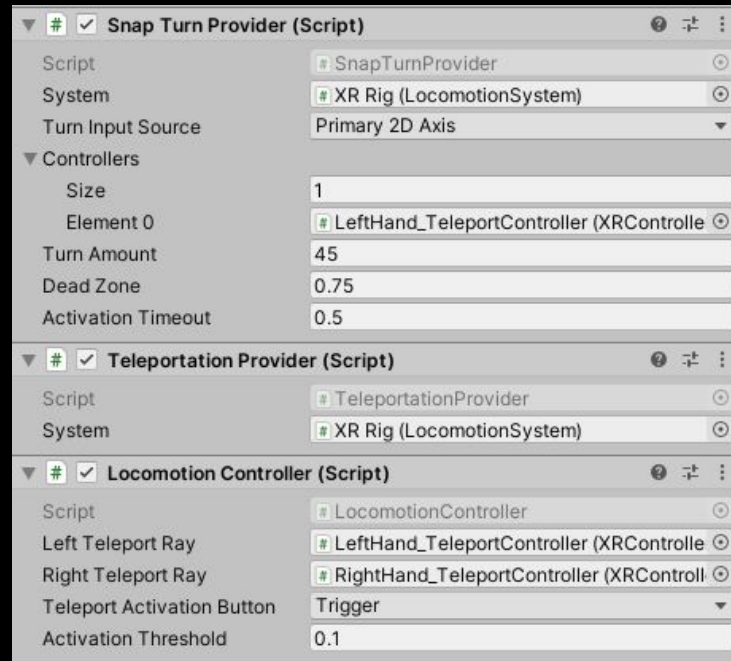 Snap Turn Provider (Script)
Script SnapTurnProvider
System XR Rig (LocomotionSystem)
Turn Input Source Primary 2D Axis
Controllers
Size 1
Element 0 LeftHand_TeleportController (XRControlle
Turn Amount 45
Dead Zone 0.75
Activation Timeout 0.5
Teleportation Provider (Script)
Script TeleportationProvider
System XR Rig (LocomotionSystem)
Locomotion Controller (Script)
Script LocomotionController
Left Teleport Ray LeftHand_TeleportController (XRControlle
Right Teleport Ray RightHand_TeleportController (XRControll
Teleport Activation Button Trigger
Activation Threshold 0.1